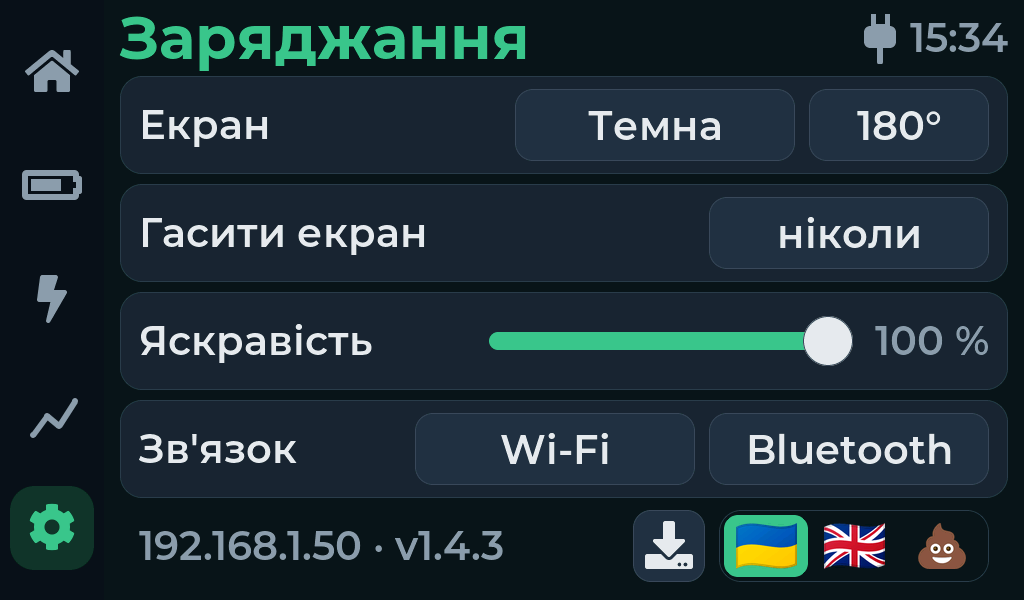 Заряджання 15:34
Екран Темна 180°
Гасити екран ніколи
Яскравість 100 %
Зв'язок Wi-Fi Bluetooth
192.168.1.50 · v1.4.3